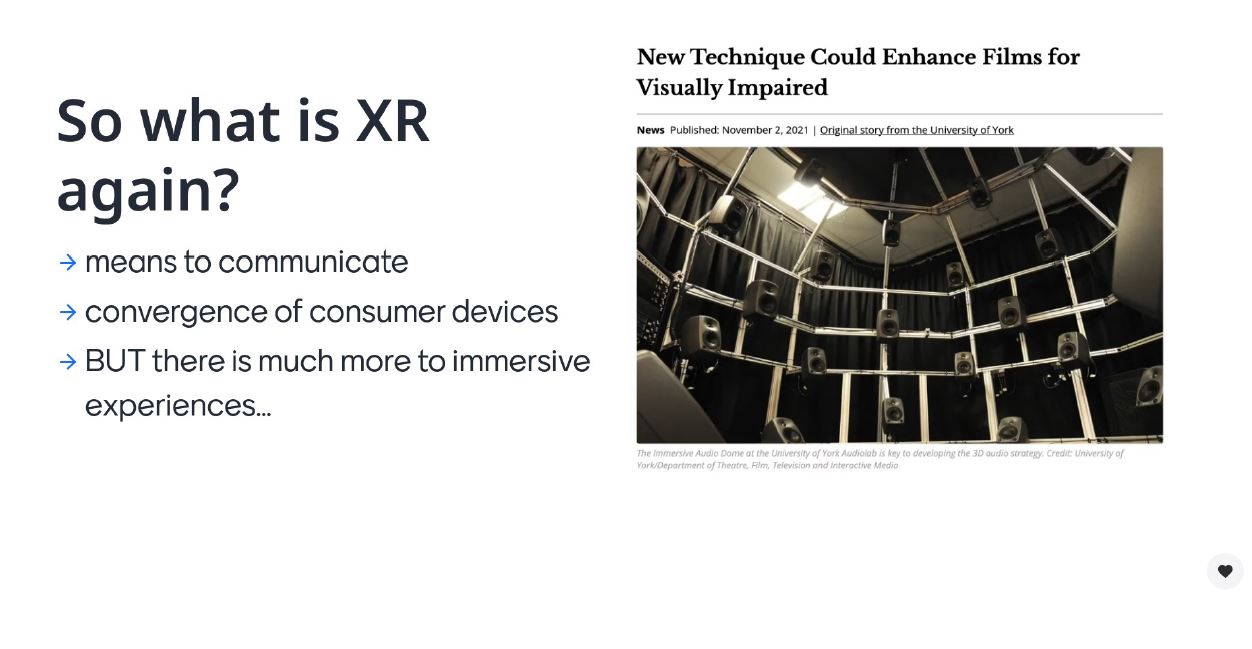 So what is XR
again?
→ means to communicate
→ convergence of consumer devices
→ BUT there is much more to immersive
experiences...
New Technique Could Enhance Films for
Visually Impaired
News Published: November 2, 2021 | Original story from the University of York
The Immersive Audio Dome at the University of York Audiolab is key to developing the 3D audio strategy. Credit: University of
York/Department of Theatre, Film, Television and Interactive Media